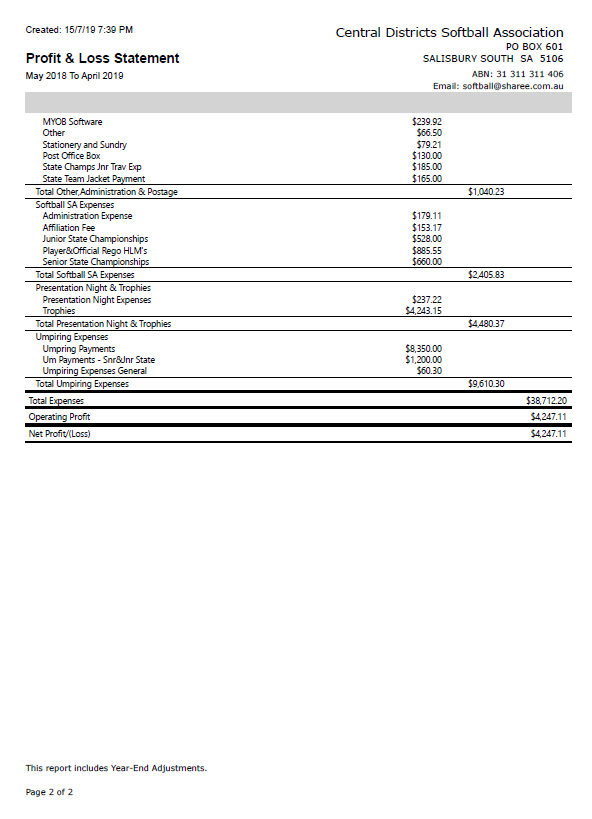 Created: 15/7/19 7:39 PM
Central Districts Softball Association
PO BOX 601
Profit & Loss Statement
SALISBURY SOUTH SA 5106
May 2018 To April 2019
ABN: 31 311 311 406
Email: softball@sharee.com.au
MYOB Software $239.92
Other $66.50
Stationery and Sundry $79.21
Post Office Box $130.00
State Champs Jnr Trav Exp $185.00
State Team Jacket Payment $165.00
Total Other,Administration & Postage $1,040.23
Softball SA Expenses
Administration Expense $179.11
Affiliation Fee $153.17
Junior State Championships $528.00
Player&Official Rego HLM's $885.55
Senior State Championships $660.00
Total Softball SA Expenses $2,405.83
Presentation Night & Trophies
Presentation Night Expenses $237.22
Trophies $4,243.15
Total Presentation Night & Trophies $4,480.37
Umpiring Expenses
Umpring Payments $8,350.00
Um Payments - Snr&Jnr State $1,200.00
Umpiring Expenses General $60.30
Total Umpiring Expenses $9,610.30
Total Expenses $38,712.20
Operating Profit $4,247.11
Net Profit/(Loss) $4,247.11
This report includes Year-End Adjustments.
Page 2 of 2